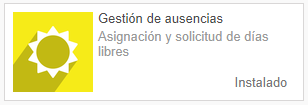 Gestión de ausencias
Asignación y solicitud de días
libres
Instalado